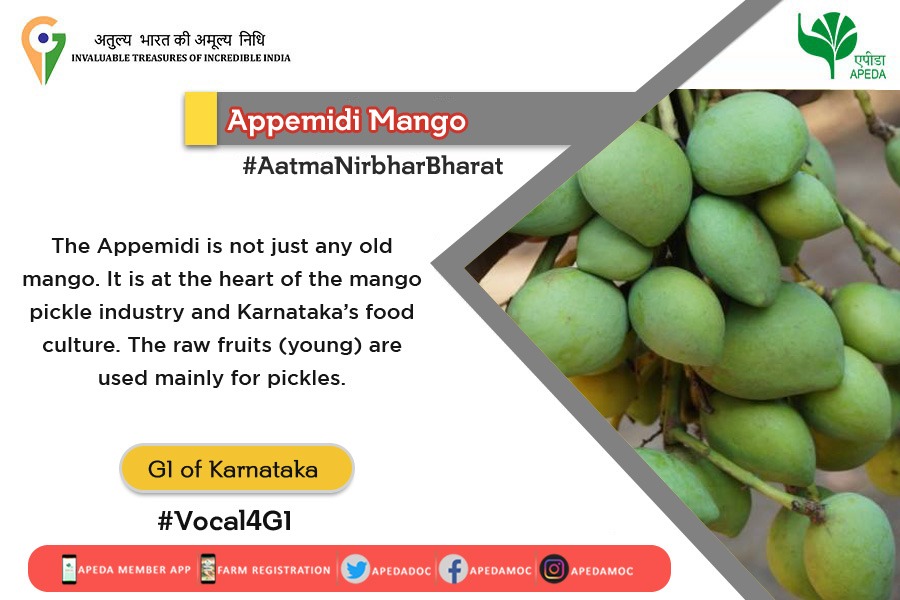 अतुल्य भारत की अमूल्य निधि
INVALUABLE TREASURES OF INCREDIBLE INDIA
एपीडा
APEDA
Appemidi Mango
#AatmaNirbharBharat
The Appemidi is not just any old
mango. It is at the heart of the mango
pickle industry and Karnataka's food
culture. The raw fruits (young) are
used mainly for pickles.
GI of Karnataka
#Vocal4GI
APEDA MEMBER APP FARM REGISTRATION APEDADOC APEDAMOC APEDAMOC